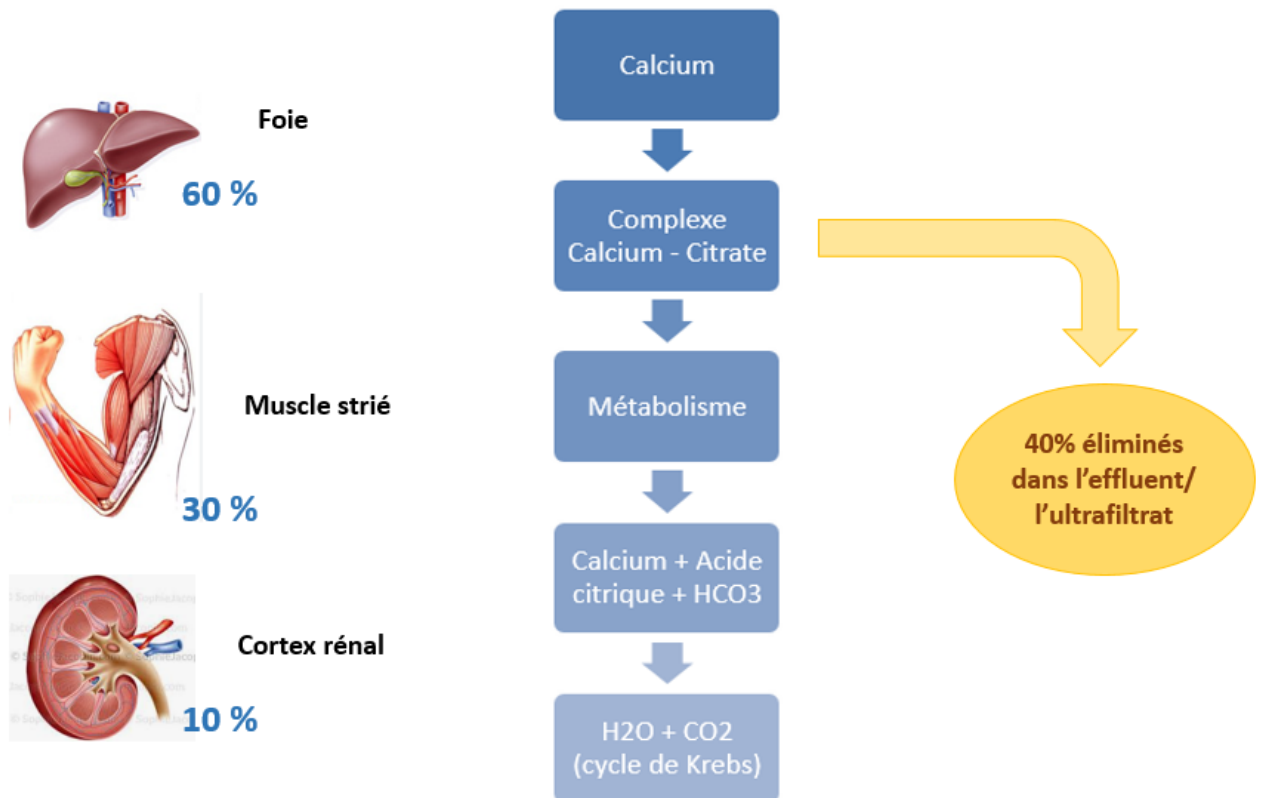 Foie
60 %
Muscle strié
30 %
Cortex rénal
10 %
Calcium
Complexe
Calcium - Citrate
Métabolisme
Calcium + Acide
citrique + HCO3
H2O + CO2
(cycle de Krebs)
40% éliminés
dans l'effluent/
l'ultrafiltrat